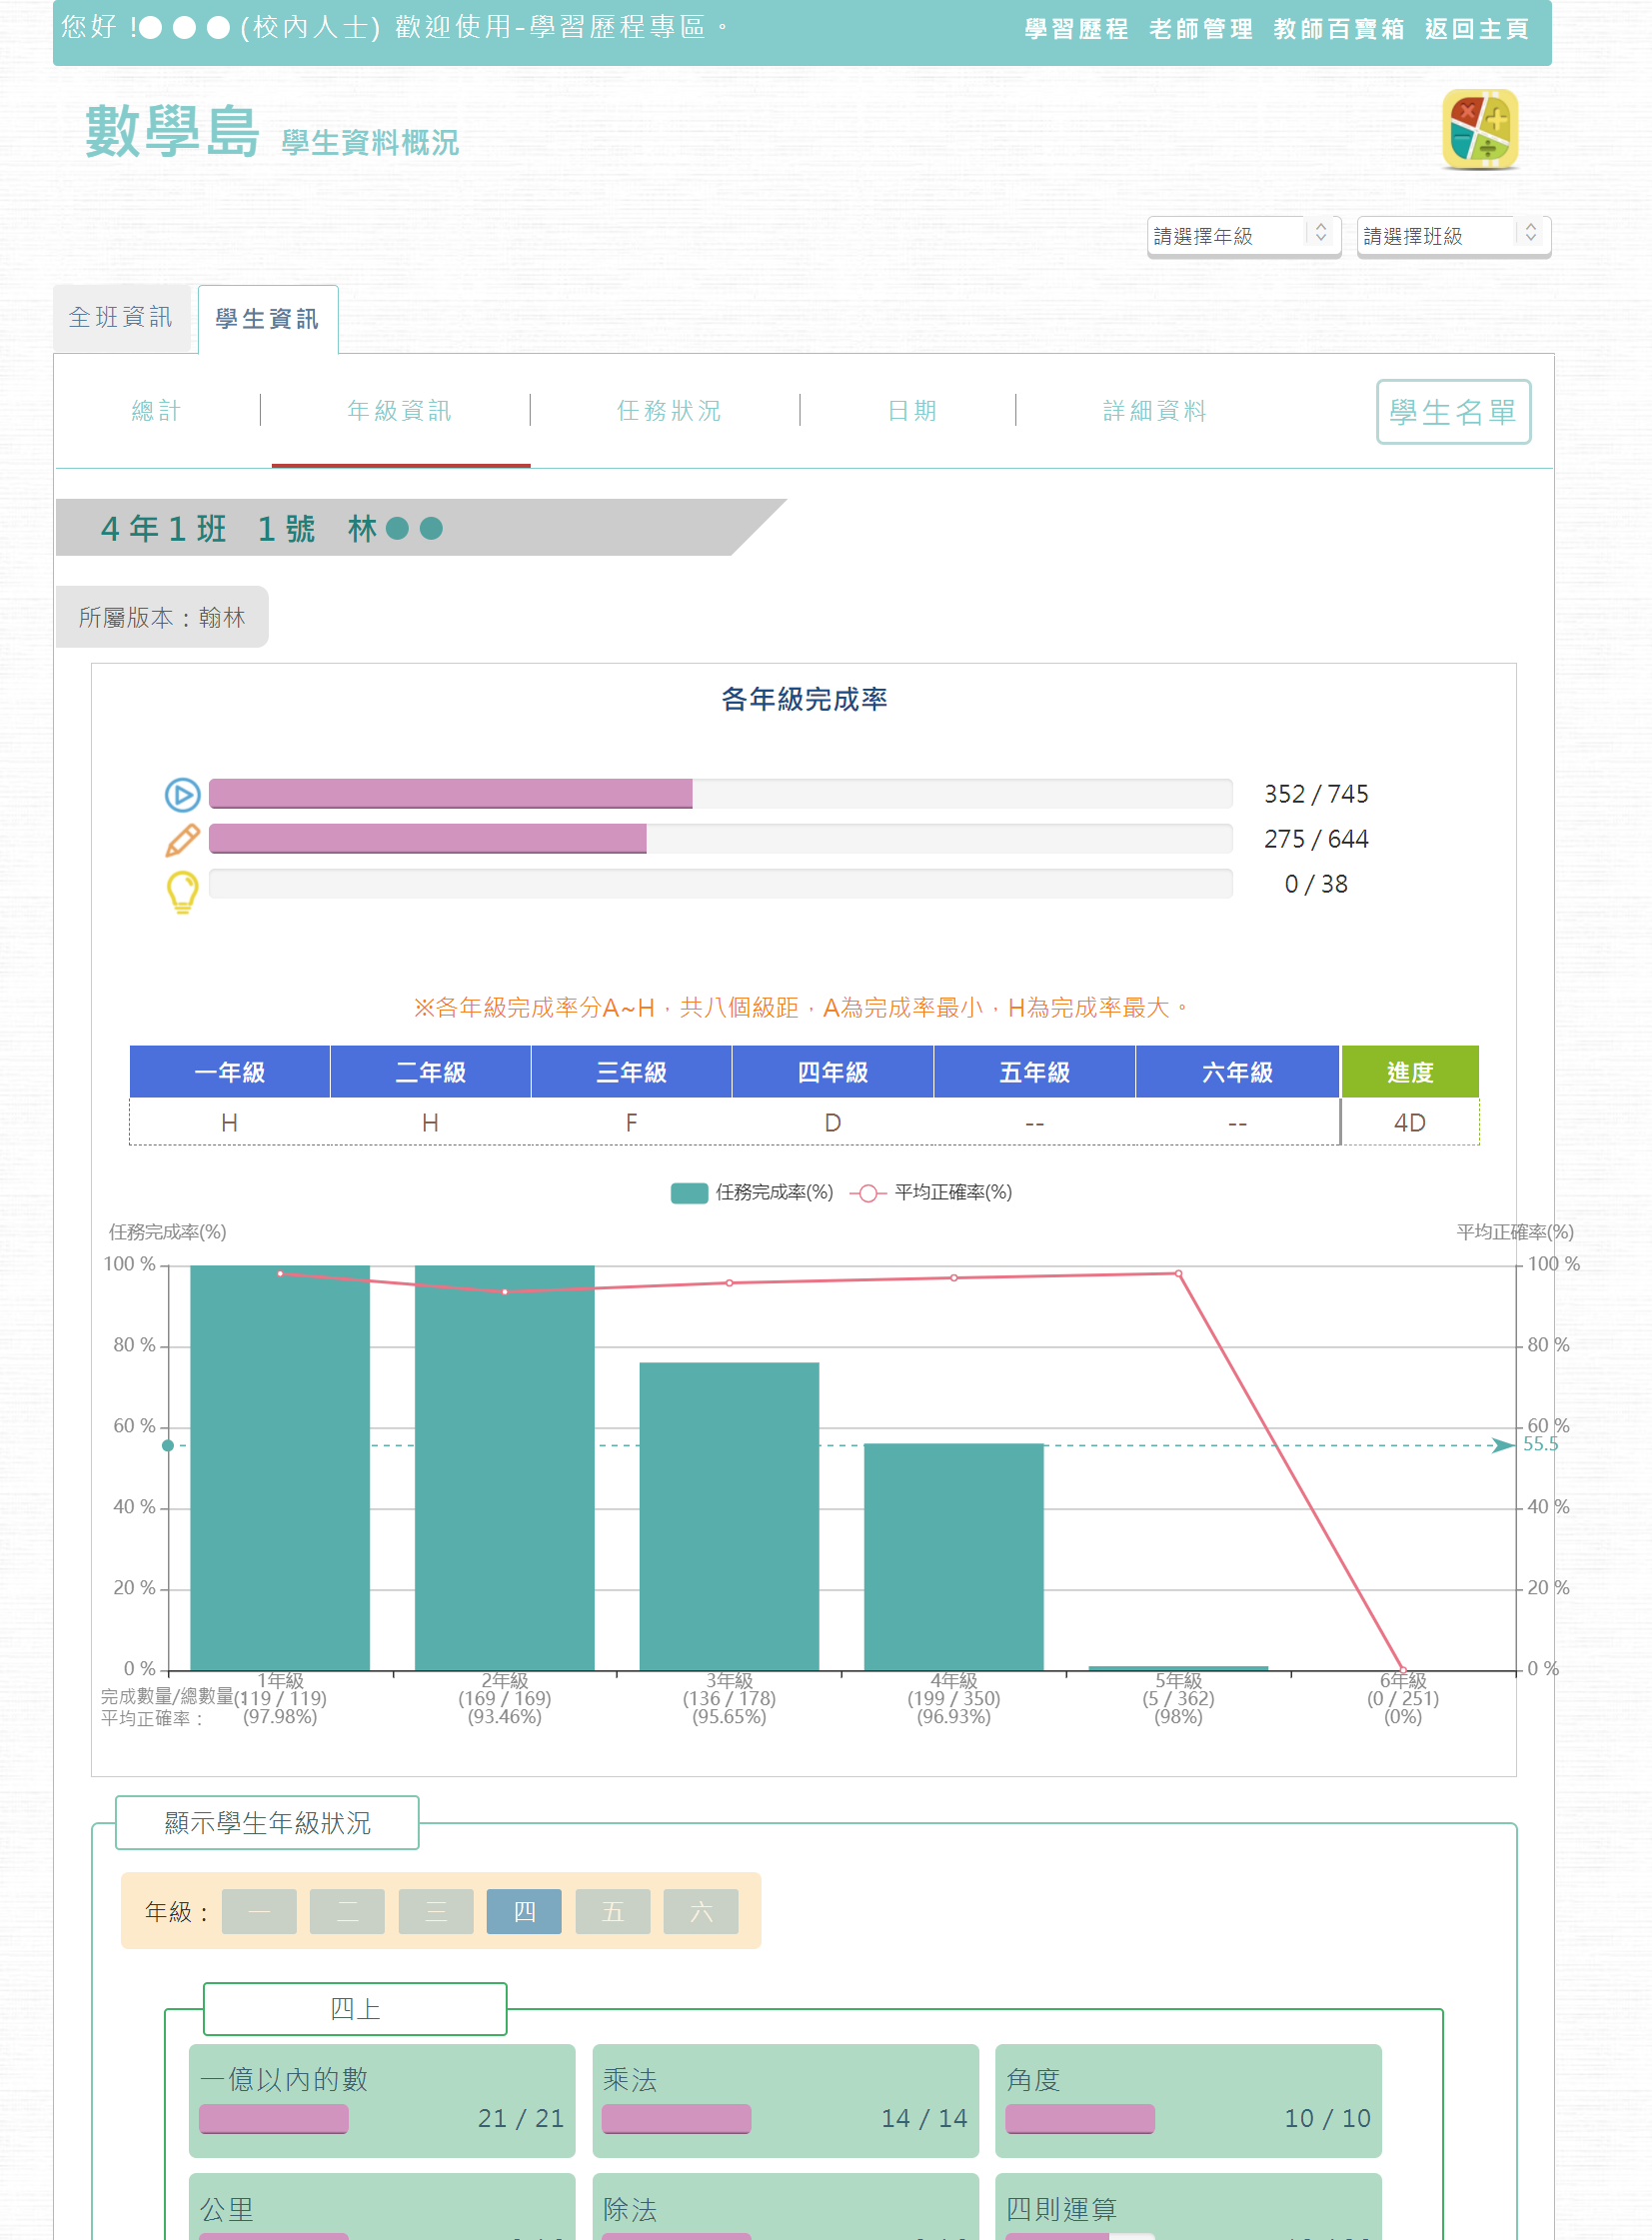 您好 !●●● (校內人士) 歡迎使用-學習歷程專區。
學習歷程 老師管理 教師百寶箱 返回主頁
數學島 學生資料概況
請選擇年級 請選擇班級
全班資訊 學生資訊
總計 年級資訊 任務狀況 日期 詳細資料 學生名單
4年1班 1號 林●●
所屬版本：翰林
各年級完成率
352 / 745
275 / 644
0 / 38
※各年級完成率分A~H，共八個級距，A為完成率最小，H為完成率最大。
一年級 二年級 三年級 四年級 五年級 六年級 進度
H H F D -- -- 4D
任務完成率(%) 平均正確率(%)
任務完成率(%) 平均正確率(%)
100 % 100 %
80 % 80 %
60 % 60 %
55.5
40 % 40 %
20 % 20 %
0 % 0 %
1年級 2年級 3年級 4年級 5年級 6年級
完成數量/總數量：(119 / 119) (169 / 169) (136 / 178) (199 / 350) (5 / 362) (0 / 251)
平均正確率： (97.98%) (93.46%) (95.65%) (96.93%) (98%) (0%)
顯示學生年級狀況
年級： 一 二 三 四 五 六
四上
一億以內的數 乘法 角度
21 / 21 14 / 14 10 / 10
公里 除法 四則運算